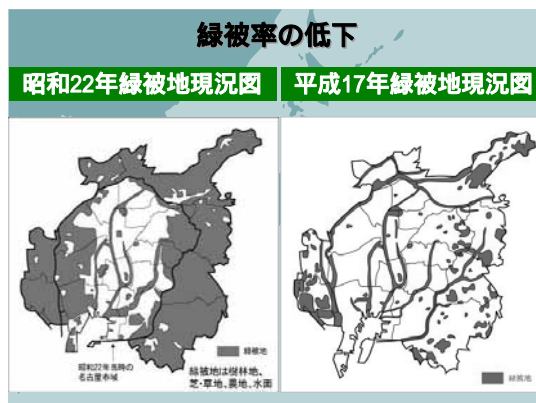 緑被率の低下
昭和22年緑被地現況図
平成17年緑被地現況図
緑被地
昭和22年当時の
名古屋市域
緑被地は樹林地、
芝・草地、農地、水面
緑被地